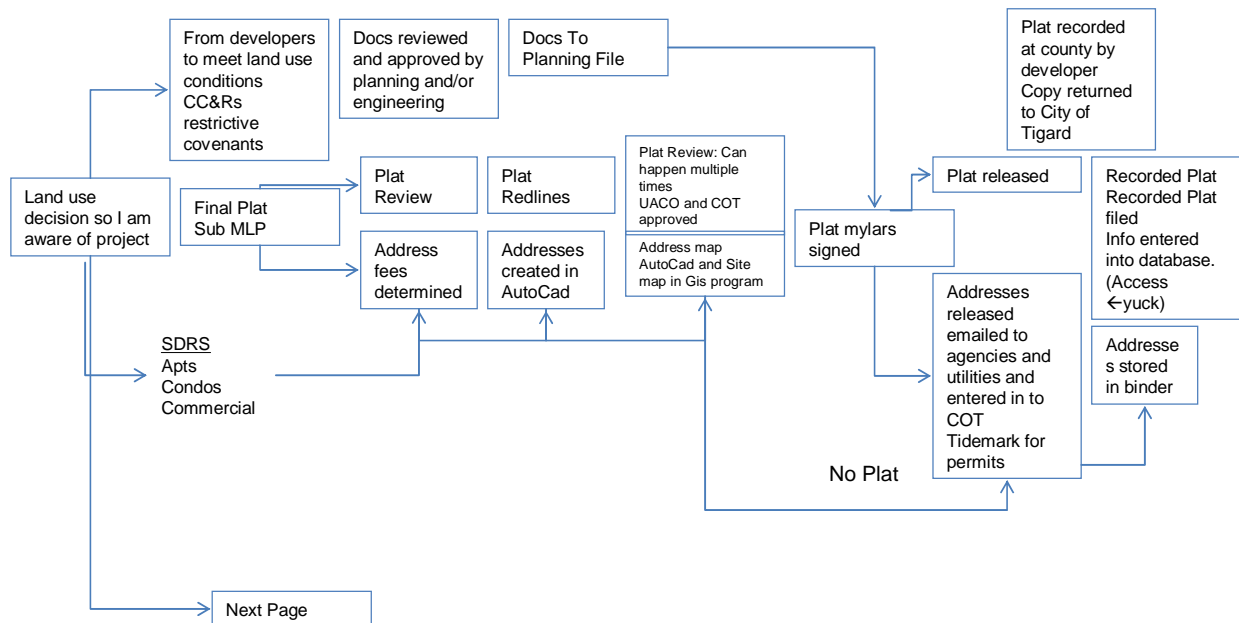 From developers
to meet land use
conditions
CC&Rs
restrictive
covenants
Docs reviewed
and approved by
planning and/or
engineering
Docs To
Planning File
Plat recorded
at county by
developer
Copy returned
to City of
Tigard
Land use
decision so I am
aware of project
Final Plat
Sub MLP
Plat
Review
Plat
Redlines
Plat Review: Can
happen multiple
times
UACO and COT
approved
Plat mylars
signed
Plat released
Recorded Plat
Recorded Plat
filed
Info entered
into database.
(Access
←yuck)
Address
fees
determined
Addresses
created in
AutoCad
Address map
AutoCad and Site
map in Gis program
Addresses
released
emailed to
agencies and
utilities and
entered in to
COT
Tidemark for
permits
Addresse
s stored
in binder
SDRS
Apts
Condos
Commercial
No Plat
Next Page